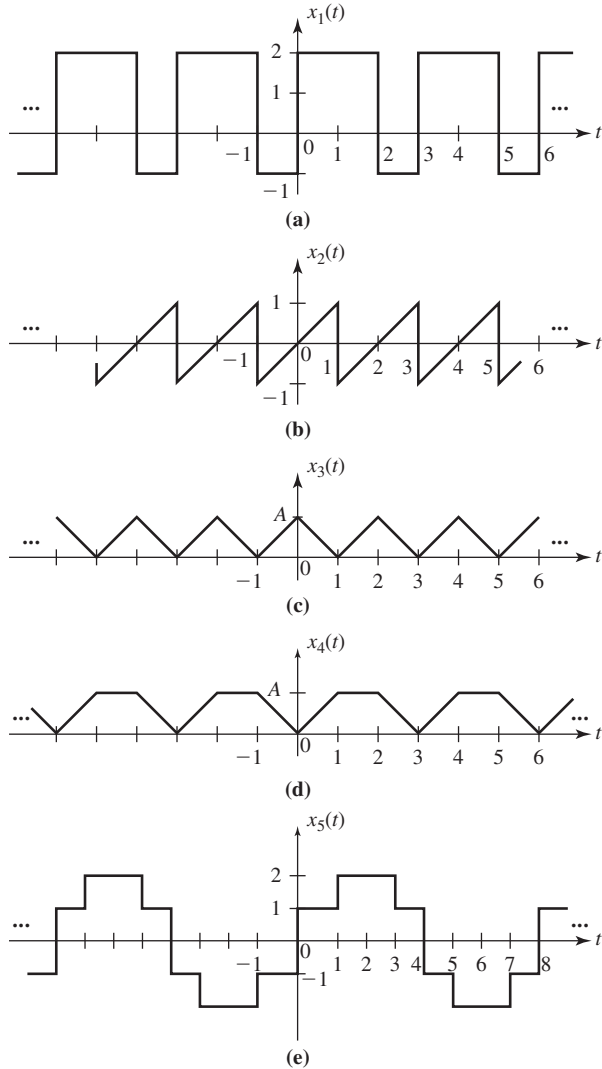 x1(t)
2
1
... ...
−1 0 1 2 3 4 5 6 t
−1
(a)
x2(t)
1
... ...
−1 0 1 2 3 4 5 6 t
−1
(b)
x3(t)
A
... ...
−1 0 1 2 3 4 5 6 t
(c)
x4(t)
A
... ...
−1 0 1 2 3 4 5 6 t
(d)
x5(t)
2
1
... ...
−1 0 1 2 3 4 5 6 7 8 t
−1
(e)